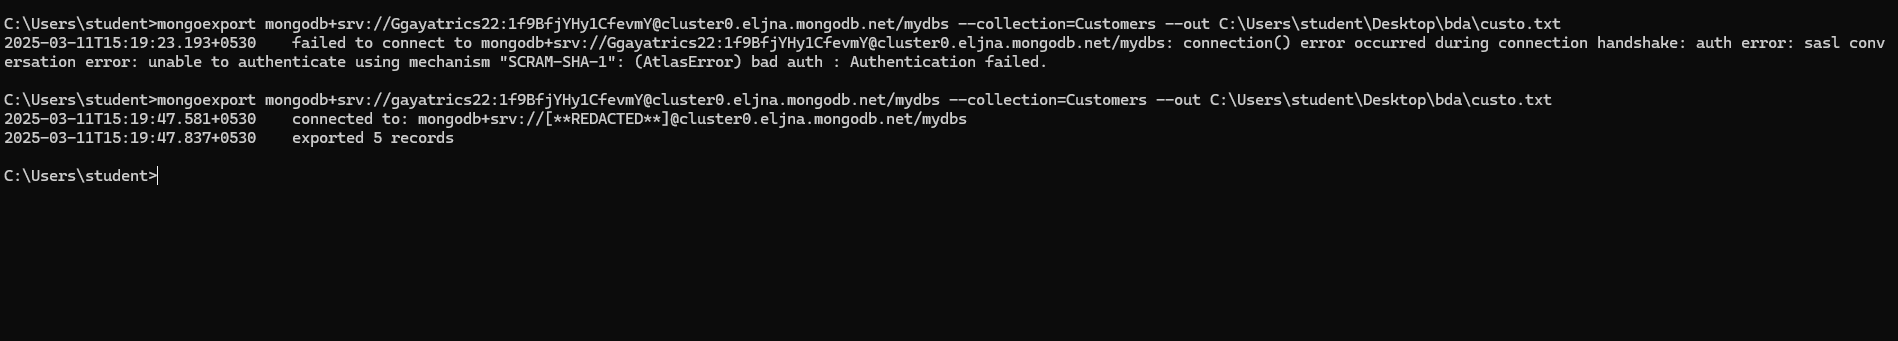 C:\Users\student>mongoexport mongodb+srv://Ggayatrics22:1f9BfjYHy1CfevmY@cluster0.eljna.mongodb.net/mydbs --collection=Customers --out C:\Users\student\Desktop\bda\custo.txt
2025-03-11T15:19:23.193+0530    failed to connect to mongodb+srv://Ggayatrics22:1f9BfjYHy1CfevmY@cluster0.eljna.mongodb.net/mydbs: connection() error occurred during connection handshake: auth error: sasl conv
ersation error: unable to authenticate using mechanism "SCRAM-SHA-1": (AtlasError) bad auth : Authentication failed.
C:\Users\student>mongoexport mongodb+srv://gayatrics22:1f9BfjYHy1CfevmY@cluster0.eljna.mongodb.net/mydbs --collection=Customers --out C:\Users\student\Desktop\bda\custo.txt
2025-03-11T15:19:47.581+0530    connected to: mongodb+srv://[**REDACTED**]@cluster0.eljna.mongodb.net/mydbs
2025-03-11T15:19:47.837+0530    exported 5 records
C:\Users\student>